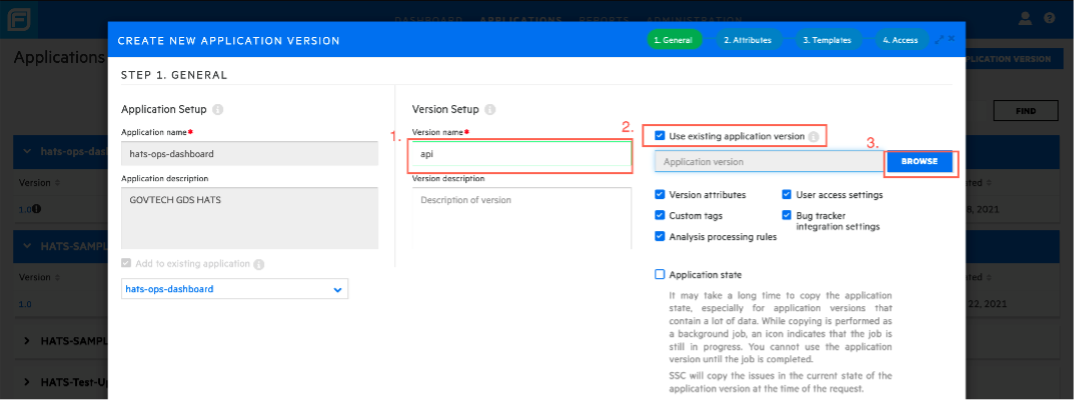 DASHBOARD APPLICATIONS REPORTS ADMINISTRATION
CREATE NEW APPLICATION VERSION
1. General
2. Attributes
3. Templates
4. Access
Applications
PLICATION VERSION
STEP 1. GENERAL
Application Setup
Version Setup
FIND
Application name*
1.
Version name*
2.
Use existing application version
3.
hats-ops-das
hats-ops-dashboard
api
Application version
BROWSE
Application description
Version description
Version
GOVTECH GDS HATS
Description of version
Version attributes
User access settings
ted
1.0
Custom tags
Bug tracker
integration settings
8, 2021
Analysis processing rules
HATS-SAMPL
Add to existing application
Application state
Version
ted
hats-ops-dashboard
It may take a long time to copy the application
state, especially for application versions that
contain a lot of data. While copying is performed as
a background job, an icon indicates that the job is
still in progress. You cannot use the application
version until the job is completed.
1.0
22, 2021
HATS-SAMPL
SSC will copy the issues in the current state of the
application version at the time of the request.
HATS-Test-Up